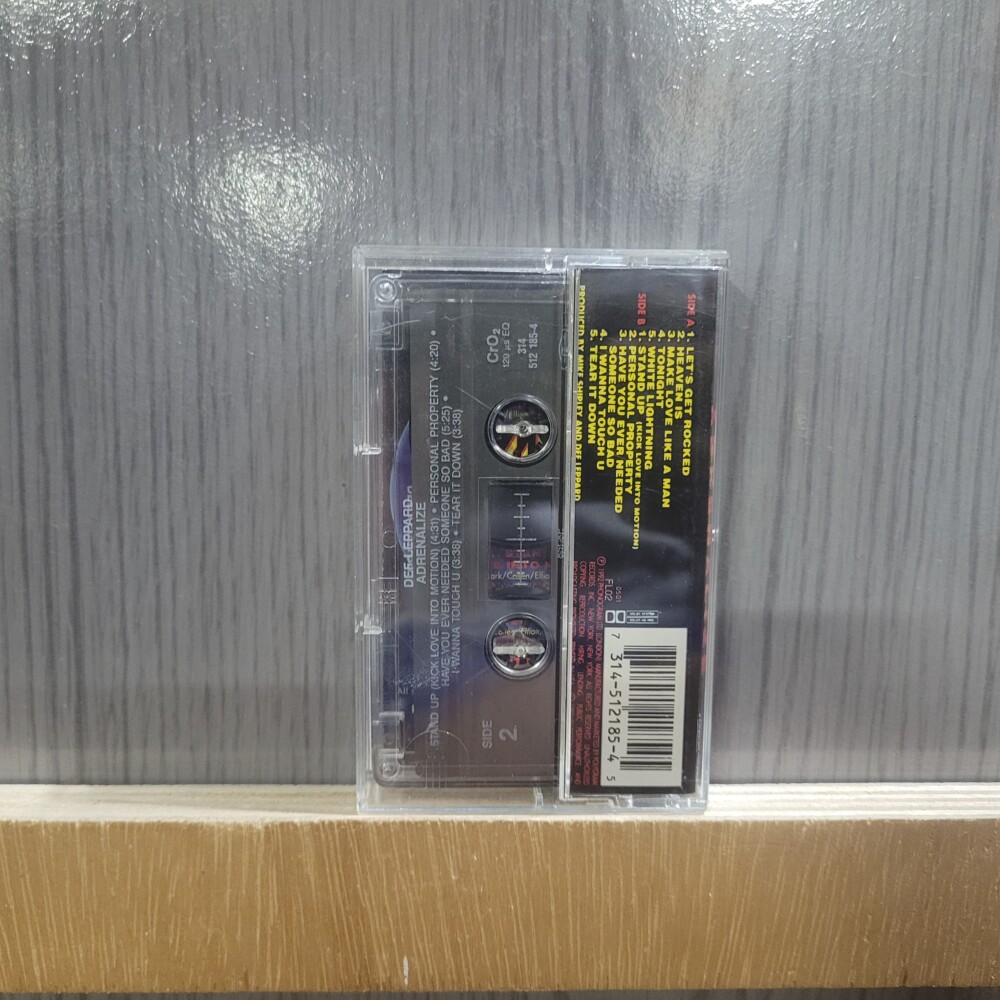 SIDE A 1. LET'S GET ROCKED
2. HEAVEN IS
3. MAKE LOVE LIKE A MAN
4. TONIGHT
5. WHITE LIGHTNING
SIDE B 1. STAND UP (KICK LOVE INTO MOTION)
2. PERSONAL PROPERTY
3. HAVE YOU EVER NEEDED
SOMEONE SO BAD
4. I WANNA TOUCH U
5. TEAR IT DOWN
PRODUCED BY MIKE SHIPLEY AND DEF LEPPARD
0501
FL02
7 314-512185-4 5
CrO2
120 µs EQ
314
512 185-4
SIDE
2
DEF LEPPARD
ADRENALIZE
STAND UP (KICK LOVE INTO MOTION) (4:31) • PERSONAL PROPERTY (4:20) •
HAVE YOU EVER NEEDED SOMEONE SO BAD (5:25) •
I WANNA TOUCH U (3:38) • TEAR IT DOWN (3:38)
ark/Collen/Ellio